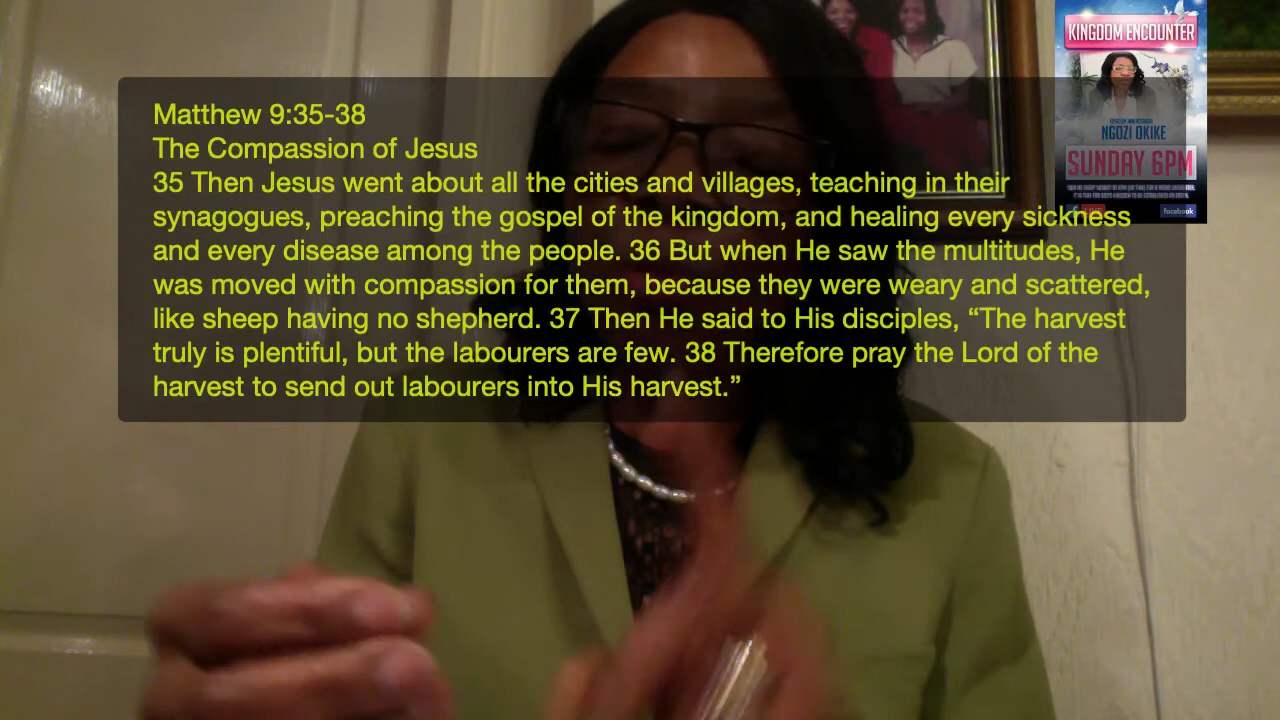 KINGDOM ENCOUNTER
Matthew 9:35-38
The Compassion of Jesus
35 Then Jesus went about all the cities and villages, teaching in their
synagogues, preaching the gospel of the kingdom, and healing every sickness
and every disease among the people. 36 But when He saw the multitudes, He
was moved with compassion for them, because they were weary and scattered,
like sheep having no shepherd. 37 Then He said to His disciples, “The harvest
truly is plentiful, but the labourers are few. 38 Therefore pray the Lord of the
harvest to send out labourers into His harvest.”
NGOZI OKIKE
SUNDAY 6PM
facebook